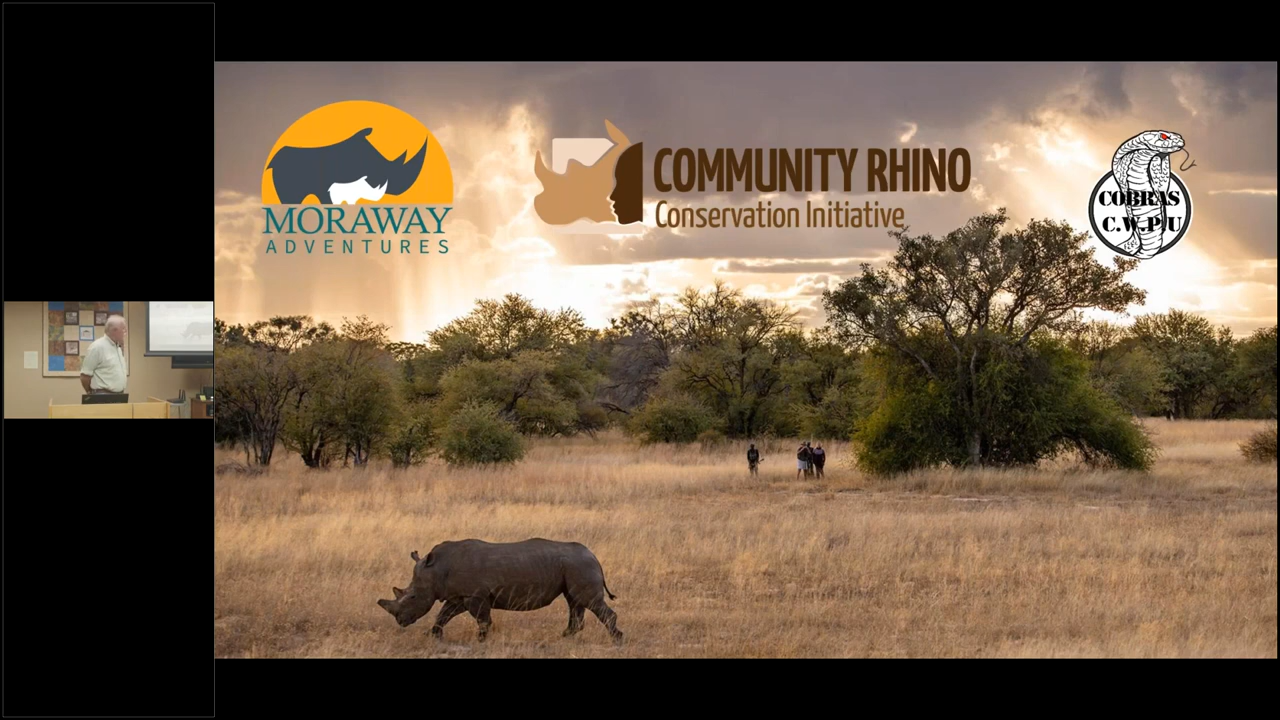 MORAWAY
ADVENTURES
COMMUNITY RHINO
Conservation Initiative
COBRAS
C.W.P.U